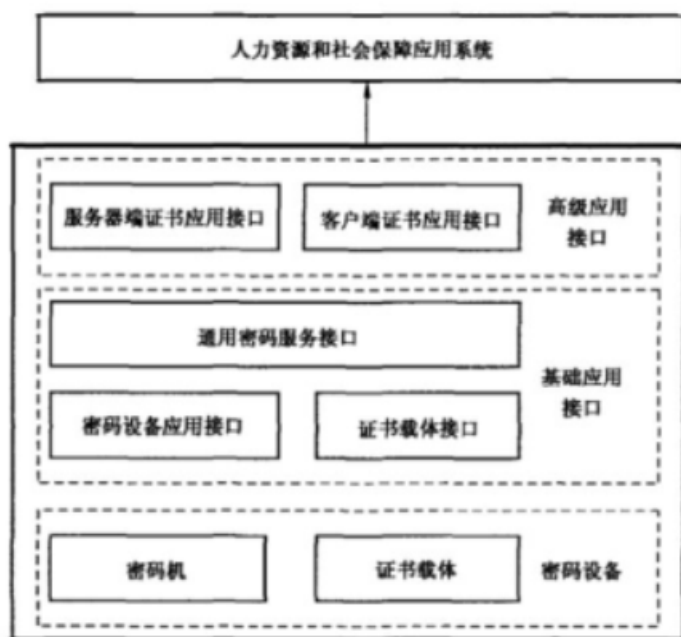 人力资源和社会保障应用系统
服务器端证书应用接口
客户端证书应用接口
高级应用
接口
通用密码服务接口
基础应用
接口
密码设备应用接口
证书载体接口
密码机
证书载体
密码设备